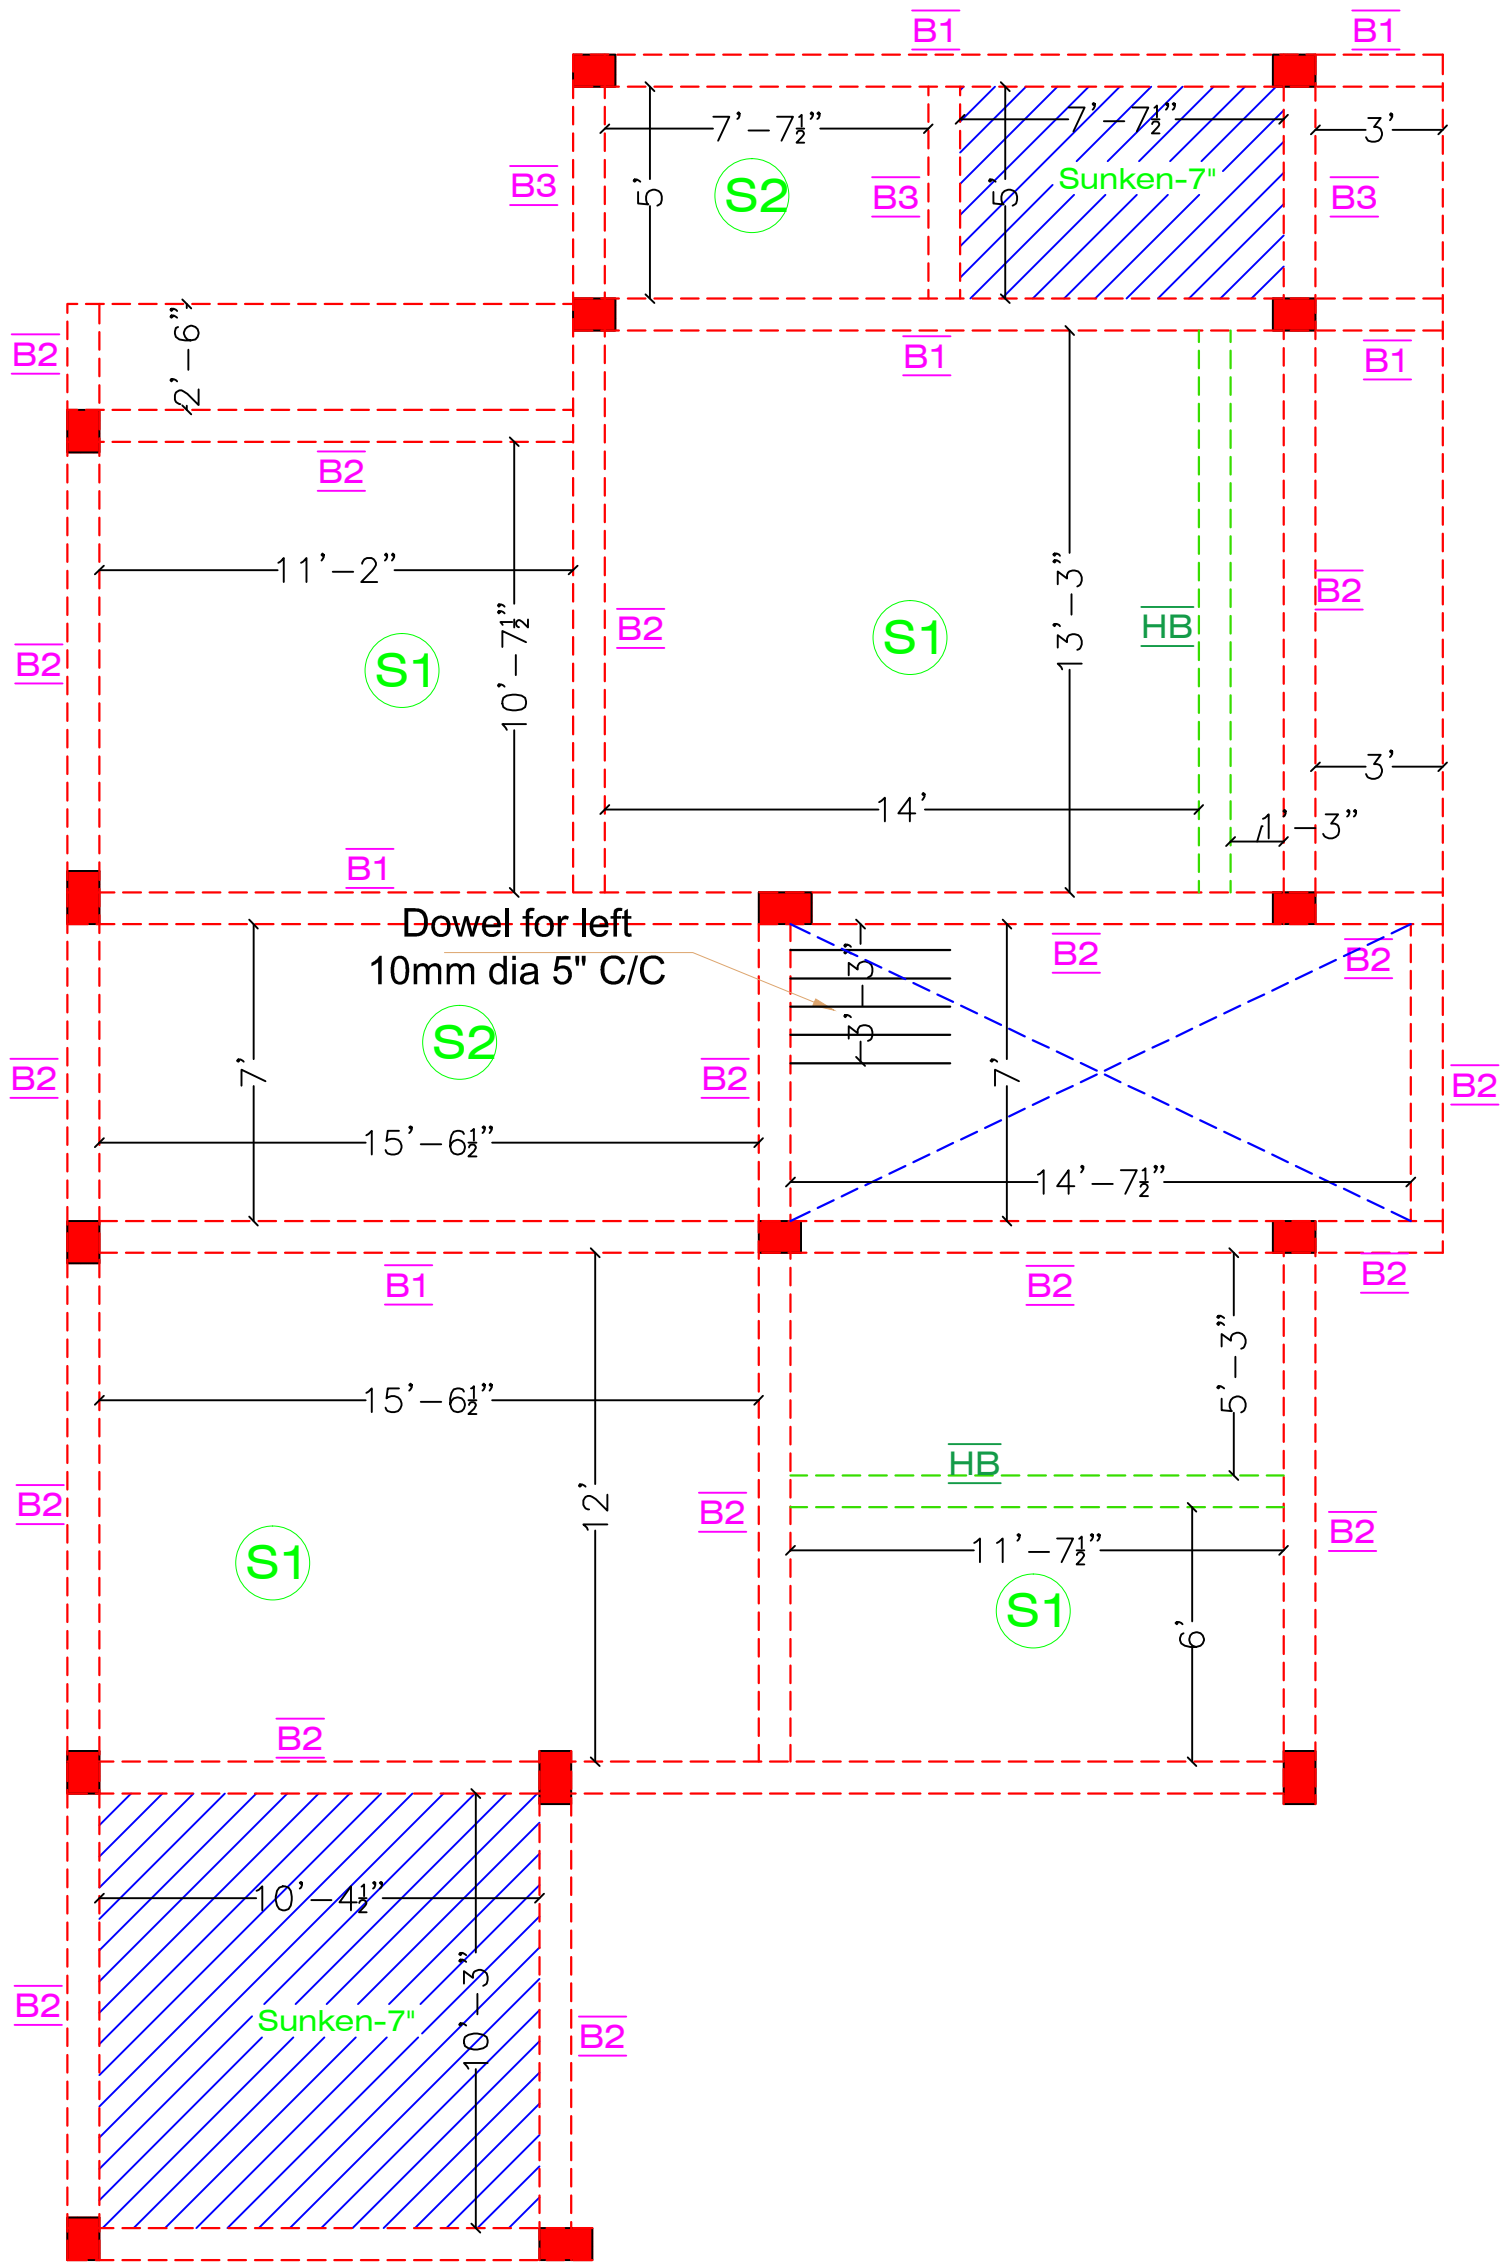 B1
B1
7'-7½"
7'-7½"
3'
B3
S2
5'
B3
5'
Sunken-7"
B3
2'-6"
B2
B1
B1
B2
11'-2"
10'-7½"
B2
S1
B2
S1
13'-3"
HB
B2
3'
14'
1'-3"
B1
Dowel for left
10mm dia 5" C/C
3'-3"
B2
B2
S2
7'
B2
B2
7'
B2
15'-6½"
14'-7½"
B1
B2
B2
5'-3"
15'-6½"
HB
B2
12'
B2
B2
11'-7½"
S1
S1
6'
B2
10'-4½"
B2
10'-3"
Sunken-7"
B2